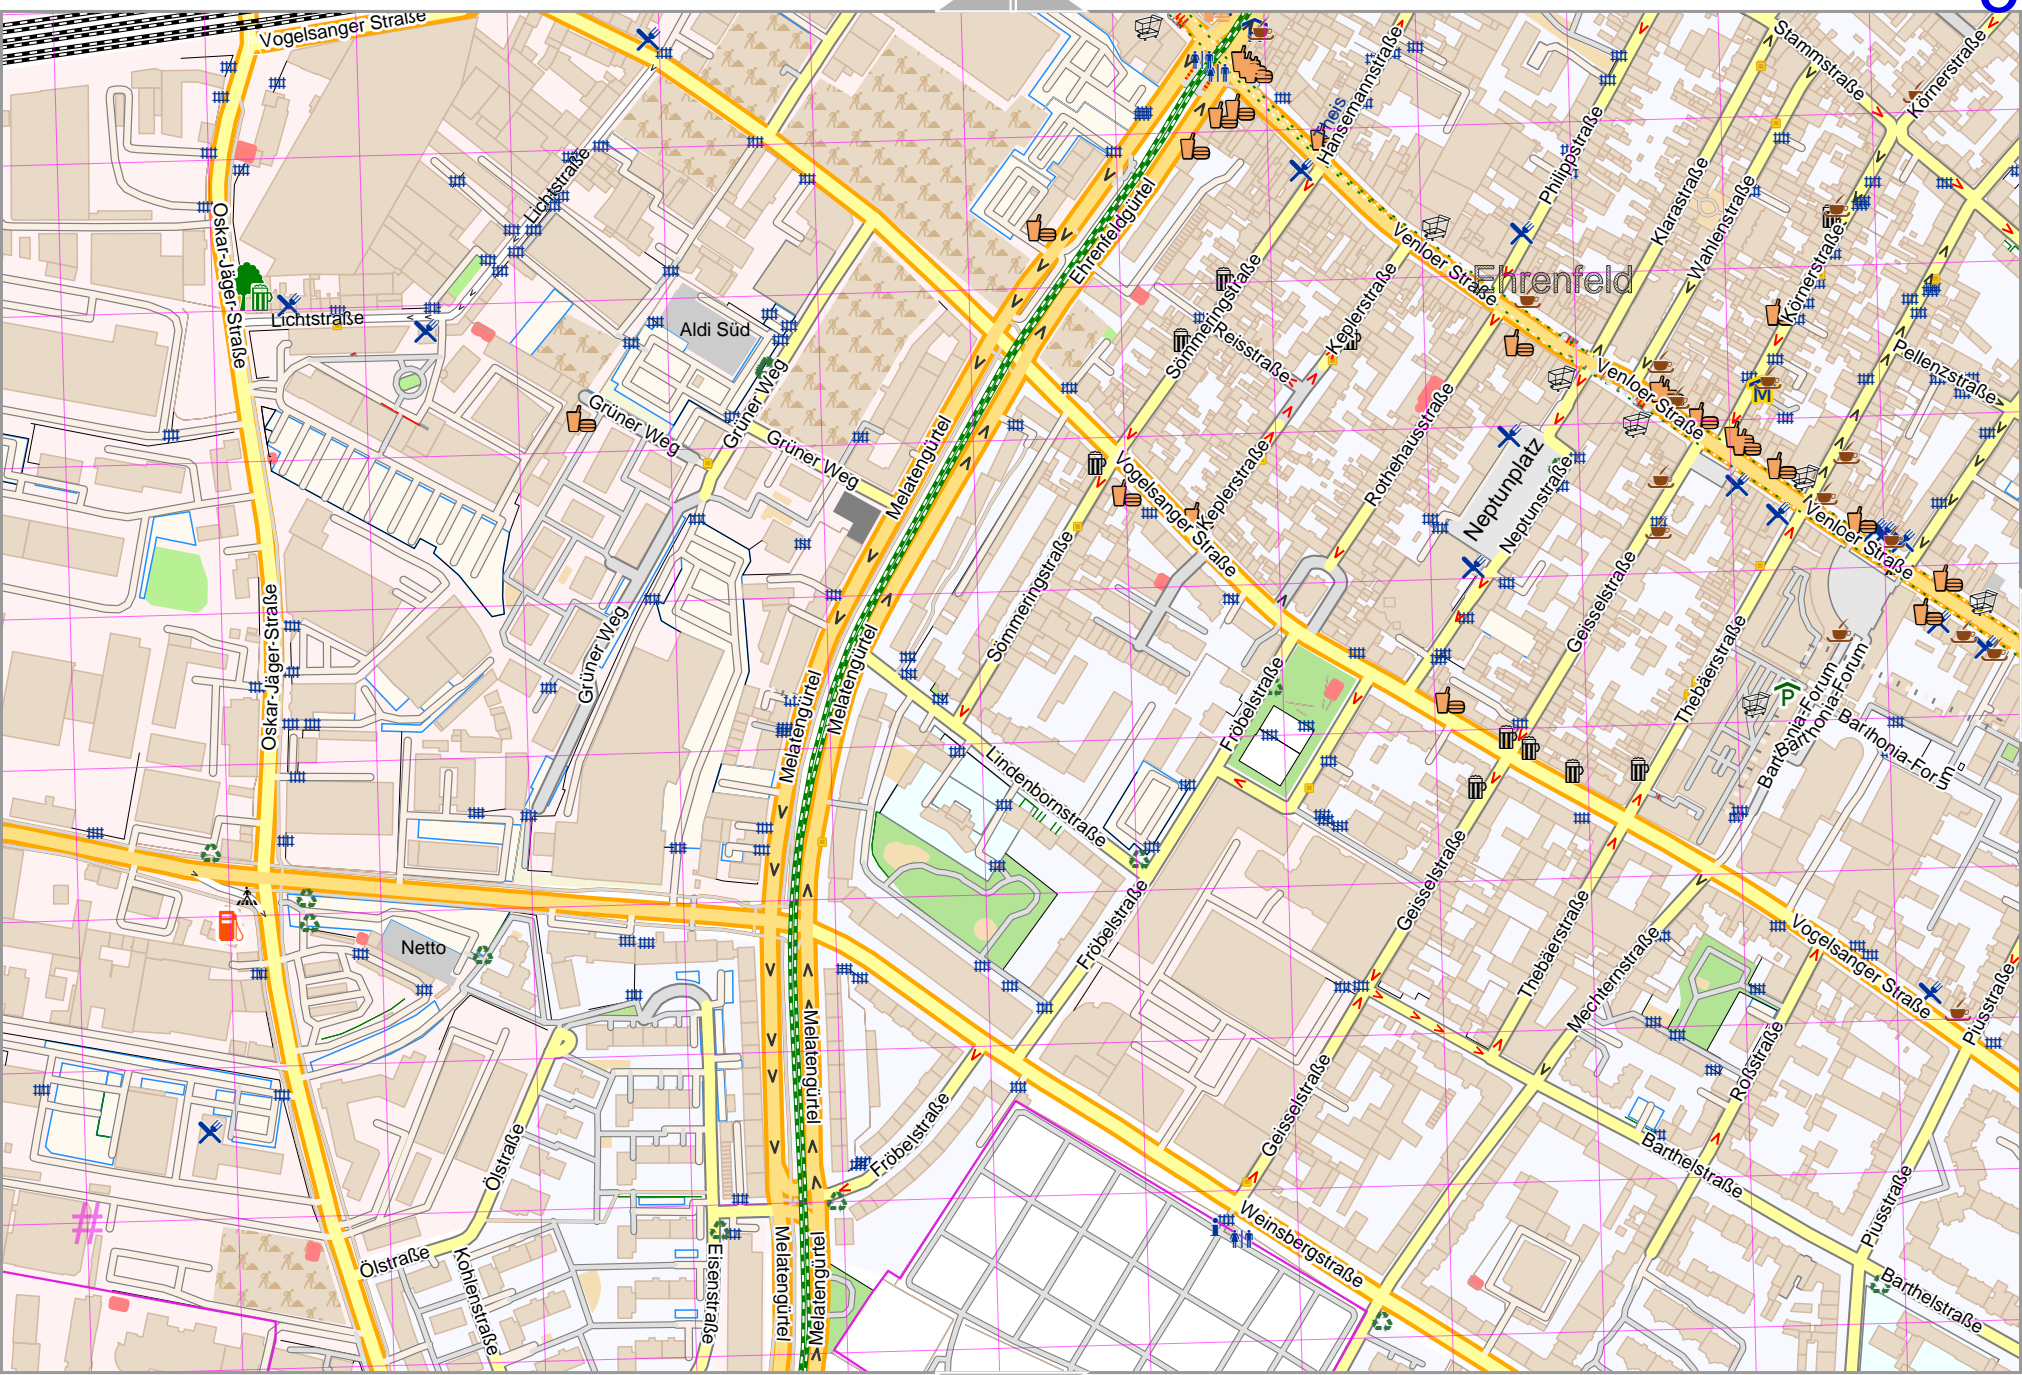 Vogelsanger Straße
Stammstraße
Körnerstraße
Theis
Hansemannstraße
Philippstraße
Lichtstraße
Klarastraße
Wahlenstraße
Oskar-Jäger-Straße
Ehrenfeldgürtel
Venloer Straße
Körnerstraße
Ehrenfeld
Sömmeringstraße
Keplerstraße
Lichtstraße
Aldi Süd
Reisstraße
Pellenzstraße
Venloer Straße
M
Grüner Weg
Grüner Weg
Grüner Weg
Melatengürtel
Rothehausstraße
Neptunplatz
Neptunstraße
Vogelsanger Straße
Keplerstraße
Venloer Straße
Sömmeringstraße
Geisselstraße
Oskar-Jäger-Straße
Grüner Weg
Melatengürtel
Melatengürtel
Fröbelstraße
Thebäerstraße
P
Barthonia-Forum
Barthonia-Forum
Barthonia-Forum
Lindenbornstraße
Geisselstraße
Fröbelstraße
Thebäerstraße
Mechternstraße
Vogelsanger Straße
Netto
Piusstraße
Melatengürtel
Roßstraße
Geisselstraße
Fröbelstraße
Ölstraße
Barthelstraße
Piusstraße
#
Weinsbergstraße
Ölstraße
Kohlenstraße
Eisenstraße
Melatengürtel
Melatengürtel
Barthelstraße